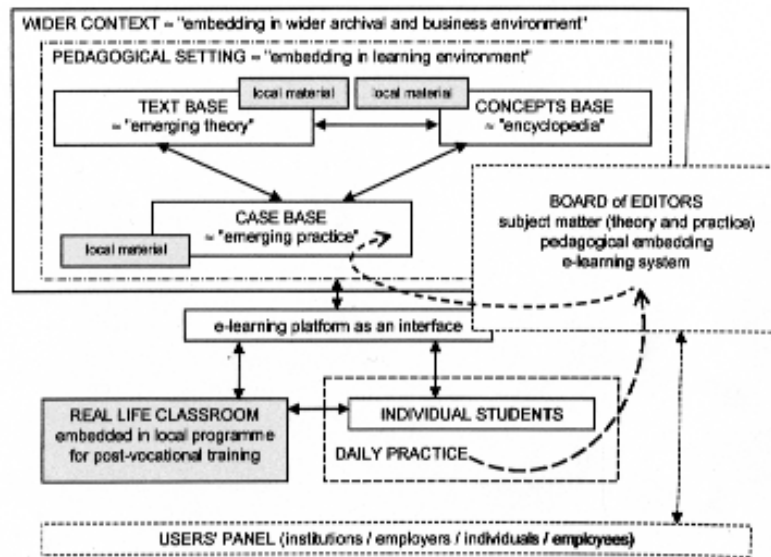 WIDER CONTEXT ≈ "embedding in wider archival and business environment"
PEDAGOGICAL SETTING ≈ "embedding in learning environment"
local material
local material
TEXT BASE
≈ "emerging theory"
CONCEPTS BASE
≈ "encyclopedia"
CASE BASE
≈ "emerging practice"
local material
BOARD of EDITORS
subject matter (theory and practice)
pedagogical embedding
e-learning system
e-learning platform as an interface
REAL LIFE CLASSROOM
embedded in local programme
for post-vocational training
INDIVIDUAL STUDENTS
DAILY PRACTICE
USERS' PANEL (institutions / employers / individuals / employees)